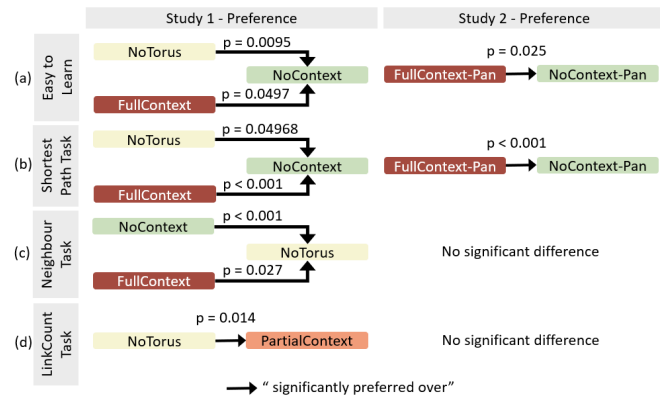 Study 1 - Preference
Study 2 - Preference
(a)
Easy to
Learn
NoTorus
p = 0.0095
NoContext
FullContext
p = 0.0497
p = 0.025
FullContext-Pan
NoContext-Pan
(b)
Shortest
Path Task
NoTorus
p = 0.04968
NoContext
FullContext
p < 0.001
p < 0.001
FullContext-Pan
NoContext-Pan
(c)
Neighbour
Task
NoContext
p < 0.001
NoTorus
FullContext
p = 0.027
No significant difference
(d)
LinkCount
Task
p = 0.014
NoTorus
PartialContext
No significant difference
“ significantly preferred over”